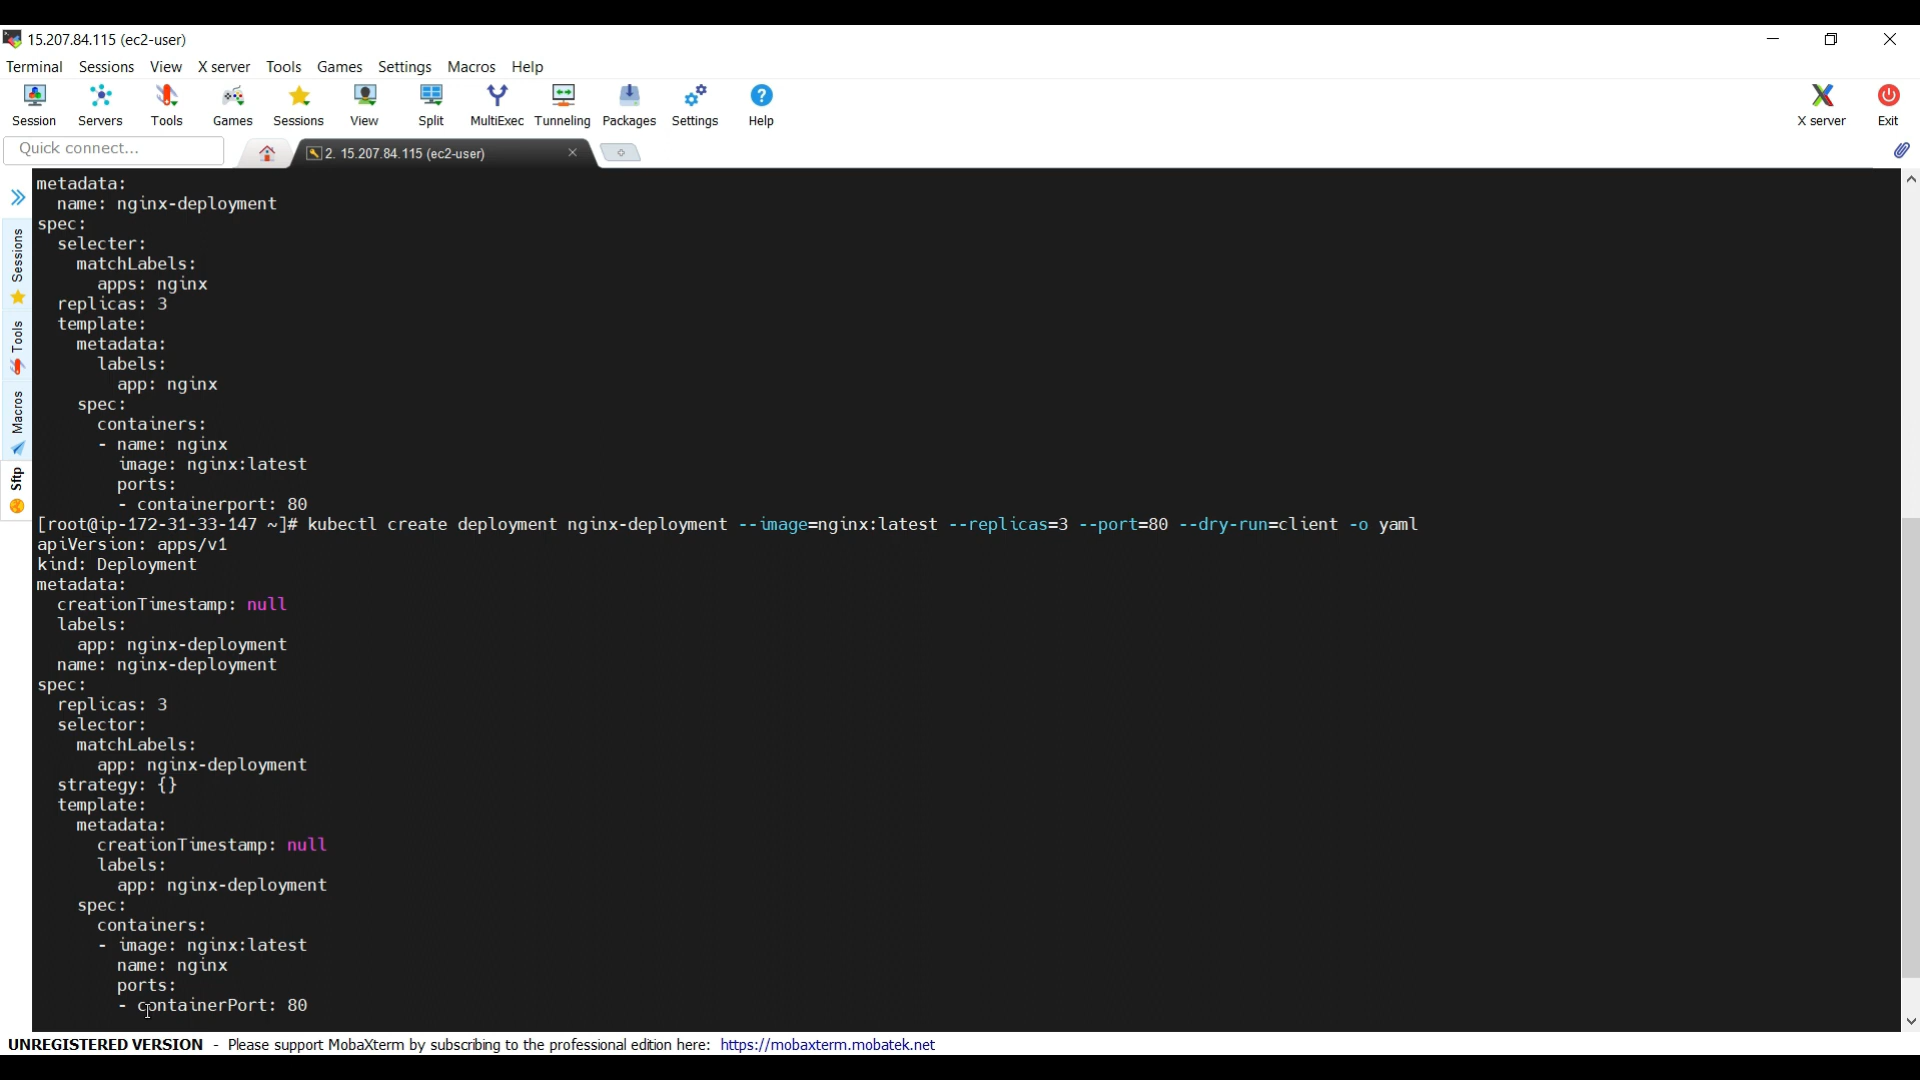 15.207.84.115 (ec2-user)
Terminal Sessions View X server Tools Games Settings Macros Help
Session Servers Tools Games Sessions View Split MultiExec Tunneling Packages Settings Help X server Exit
Quick connect... 2. 15.207.84.115 (ec2-user)
Sessions
Tools
Macros
Sftp
metadata:
  name: nginx-deployment
spec:
  selecter:
    matchLabels:
      apps: nginx
  replicas: 3
  template:
    metadata:
      labels:
        app: nginx
    spec:
      containers:
      - name: nginx
        image: nginx:latest
        ports:
        - containerport: 80
[root@ip-172-31-33-147 ~]# kubectl create deployment nginx-deployment --image=nginx:latest --replicas=3 --port=80 --dry-run=client -o yaml
apiVersion: apps/v1
kind: Deployment
metadata:
  creationTimestamp: null
  labels:
    app: nginx-deployment
  name: nginx-deployment
spec:
  replicas: 3
  selector:
    matchLabels:
      app: nginx-deployment
  strategy: {}
  template:
    metadata:
      creationTimestamp: null
      labels:
        app: nginx-deployment
    spec:
      containers:
      - image: nginx:latest
        name: nginx
        ports:
        - containerPort: 80
UNREGISTERED VERSION - Please support MobaXterm by subscribing to the professional edition here: https://mobaxterm.mobatek.net